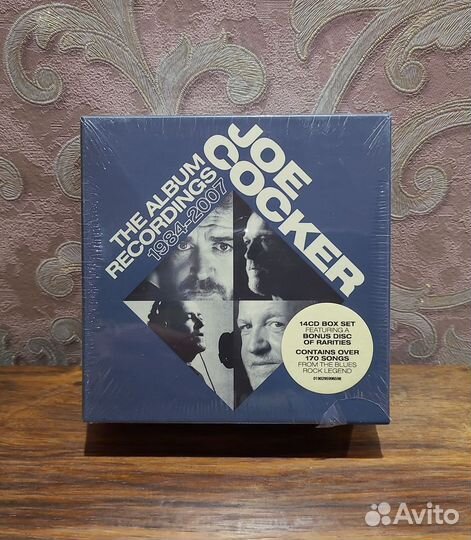 JOE
COCKER
THE ALBUM
RECORDINGS
1984-2007
14CD BOX SET
FEATURING A
BONUS DISC
OF RARITIES
CONTAINS OVER
170 SONGS
FROM THE BLUES
ROCK LEGEND
Avito